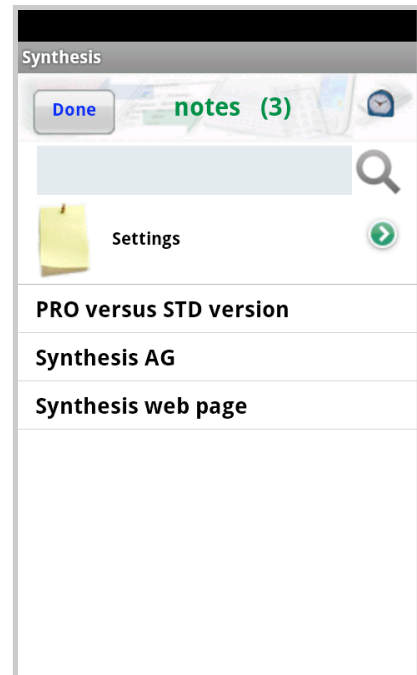 Synthesis
Done notes (3)
Settings
PRO versus STD version
Synthesis AG
Synthesis web page